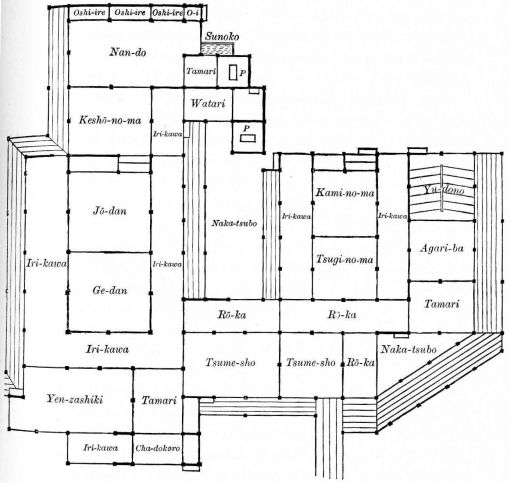 Oshi-ire Oshi-ire Oshi-ire O-i
Sunoko
Nan-do
Tamari P
Watari
Keshō-no-ma
Iri-kawa
P
Yu-dono
Kami-no-ma
Iri-kawa
Iri-kawa
Jō-dan
Naka-tsubo
Agari-ba
Tsugi-no-ma
Iri-kawa
Iri-kawa
Ge-dan
Tamari
Rō-ka
Rō-ka
Iri-kawa
Naka-tsubo
Tsume-sho
Tsume-sho
Rō-ka
Yen-zashiki
Tamari
Iri-kawa
Cha-dokoro